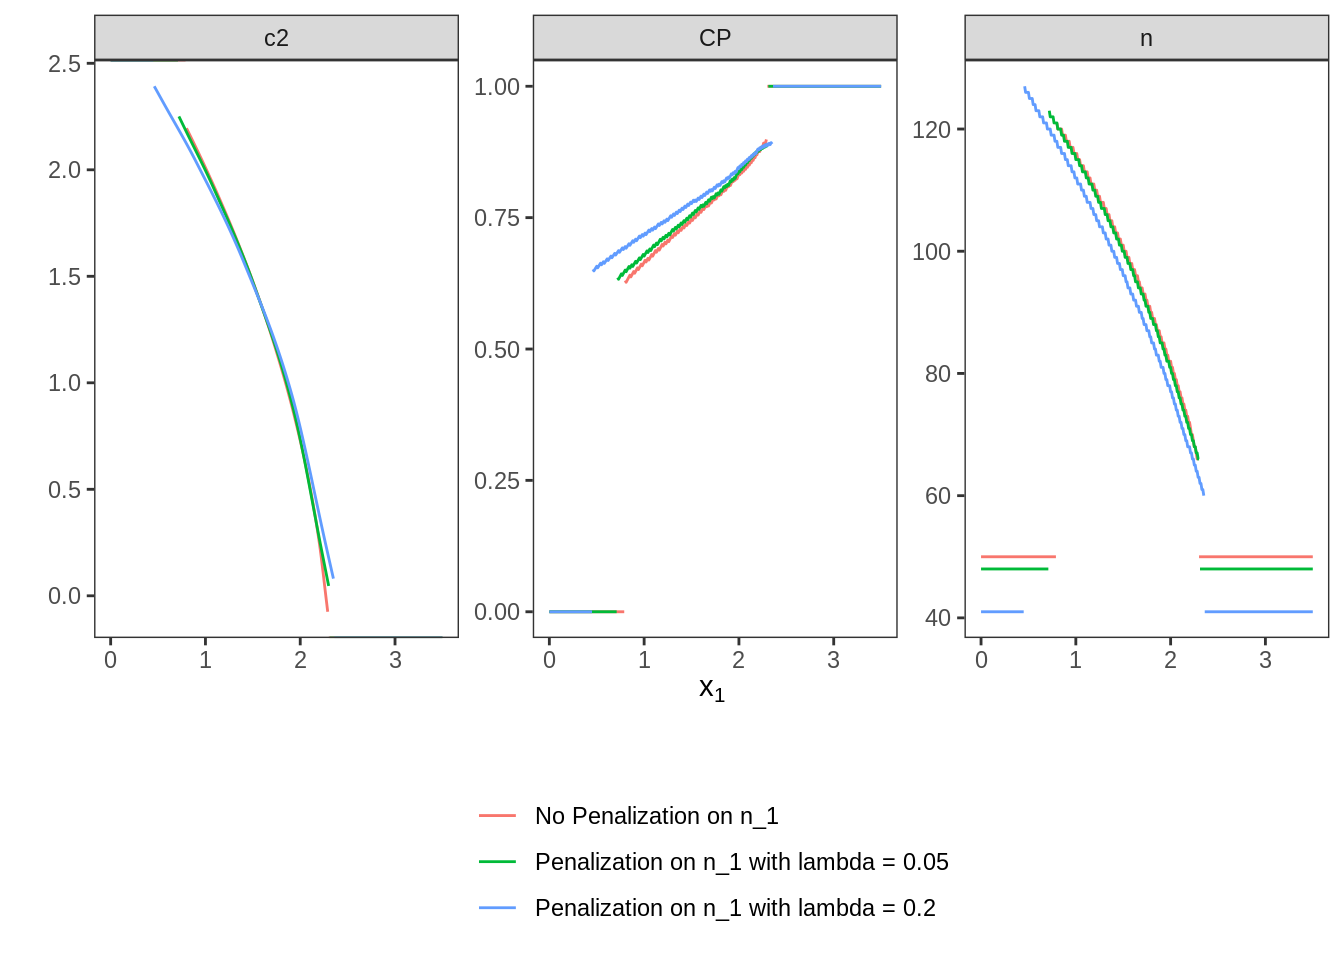 c2
CP
n
2.5
2.0
1.5
1.0
0.5
0.0
1.00
0.75
0.50
0.25
0.00
120
100
80
60
40
0 1 2 3
0 1 2 3
0 1 2 3
x1
No Penalization on n_1
Penalization on n_1 with lambda = 0.05
Penalization on n_1 with lambda = 0.2